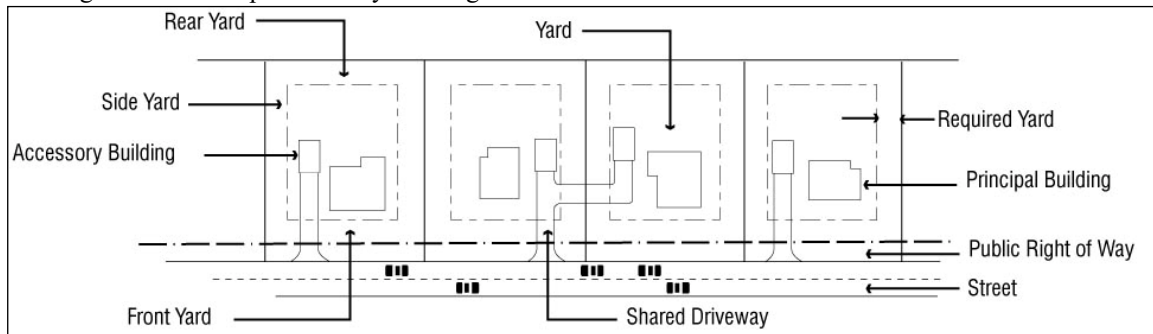 Rear Yard
Yard
Side Yard
Required Yard
Accessory Building
Principal Building
Public Right of Way
Street
Front Yard
Shared Driveway